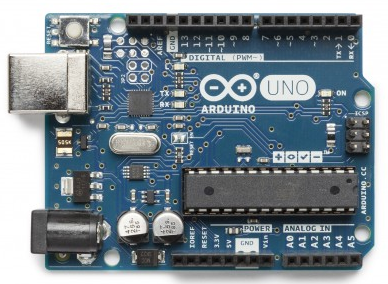 RESET
AREF
GND
13
12
~11
~10
~9
8
7
~6
~5
4
~3
2
TX→1
RX←0
DIGITAL (PWM~)
L
TX
RX
UNO
ARDUINO
ON
ICSP
ARDUINO.CC
POWER
ANALOG IN
IOREF
RESET
3.3V
5V
GND
VIN
A0
A1
A2
A3
A4
A5